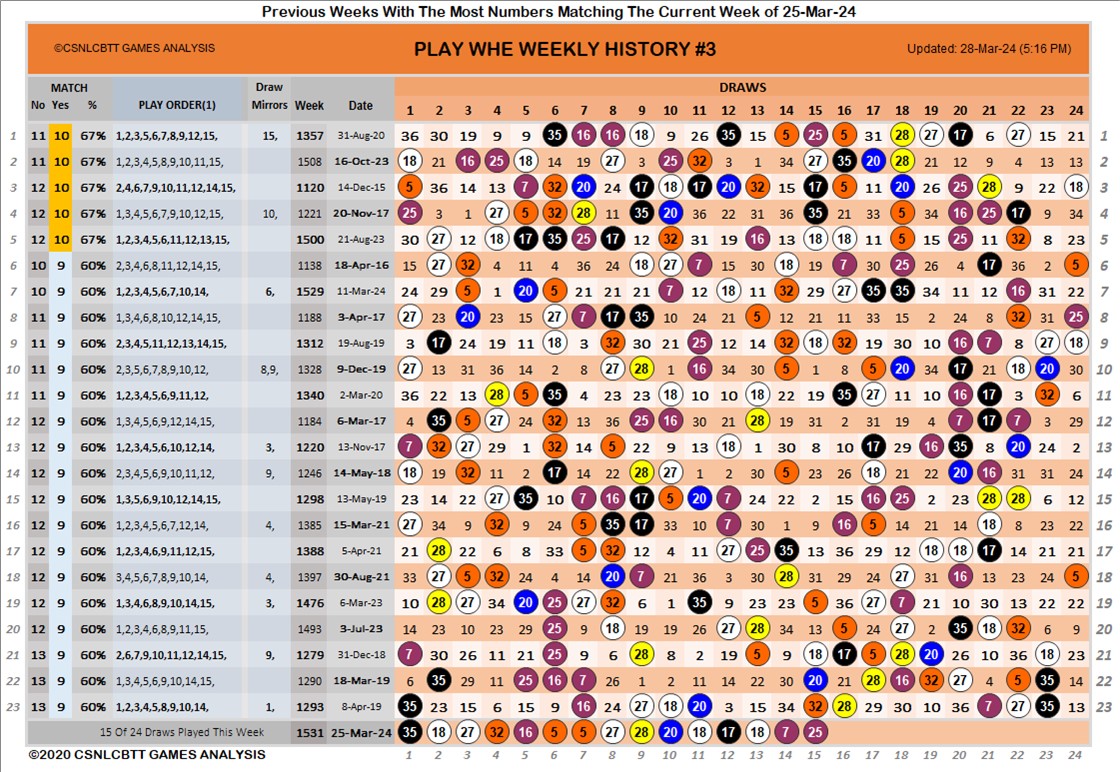 Previous Weeks With The Most Numbers Matching The Current Week of 25-Mar-24
©CSNLCBTT GAMES ANALYSIS PLAY WHE WEEKLY HISTORY #3 Updated: 28-Mar-24 (5:16 PM)
MATCH Draw DRAWS
No Yes % PLAY ORDER(1) Mirrors Week Date 1 2 3 4 5 6 7 8 9 10 11 12 13 14 15 16 17 18 19 20 21 22 23 24
1 11 10 67% 1,2,3,5,6,7,8,9,12,15, 15, 1357 31-Aug-20 36 30 19 9 9 35 16 16 18 9 26 35 15 5 25 5 31 28 27 17 6 27 15 21 1
2 11 10 67% 1,2,3,4,5,8,9,10,11,15, 1508 16-Oct-23 18 21 16 25 18 14 19 27 3 25 32 3 1 34 27 35 20 28 21 12 9 4 13 13 2
3 12 10 67% 2,4,6,7,9,10,11,12,14,15, 1120 14-Dec-15 5 36 14 13 7 32 20 24 17 18 17 20 32 15 17 5 11 20 26 25 28 9 22 18 3
4 12 10 67% 1,3,4,5,6,7,9,10,12,15, 10, 1221 20-Nov-17 25 3 1 27 5 32 28 11 35 20 36 22 31 36 35 4 33 5 34 16 25 17 9 34 4
5 12 10 67% 1,2,3,4,5,6,11,12,13,15, 1500 21-Aug-23 30 27 12 18 17 35 25 17 12 32 31 19 16 13 18 18 11 5 15 25 11 32 8 23 5
6 10 9 60% 2,3,4,6,8,11,12,14,15, 1138 18-Apr-16 15 27 32 4 11 4 36 24 18 27 7 15 30 18 19 7 30 25 26 4 17 36 2 5 6
7 10 9 60% 1,2,3,4,5,6,7,10,14, 6, 1529 11-Mar-24 24 29 5 1 20 5 21 21 21 7 12 18 11 32 29 27 35 35 34 11 12 16 31 22 7
8 11 9 60% 1,3,4,6,8,10,12,14,15, 1188 3-Apr-17 27 23 20 23 15 27 7 17 35 10 24 21 5 12 21 11 33 15 2 24 8 32 31 25 8
9 11 9 60% 2,3,4,5,11,12,13,14,15, 1312 19-Aug-19 3 17 24 19 11 18 3 32 30 21 25 12 14 32 18 32 19 30 10 16 7 8 27 18 9
10 11 9 60% 2,3,5,6,7,8,9,10,12, 8,9, 1328 9-Dec-19 27 13 31 36 14 2 8 27 28 1 16 34 30 5 1 8 5 20 34 17 21 18 20 30 10
11 11 9 60% 1,2,4,5,6,9,11,12, 1340 2-Mar-20 36 22 13 28 5 35 4 23 23 18 10 10 18 22 19 35 27 11 10 16 17 3 32 6 11
12 12 9 60% 1,3,4,5,6,9,12,14,15, 1184 6-Mar-17 4 35 5 27 24 32 13 36 25 16 12 21 28 19 31 2 31 19 4 7 17 7 3 29 12
13 12 9 60% 1,2,3,4,5,6,10,12,14, 3, 1220 13-Nov-17 7 32 27 29 1 32 14 5 22 9 13 18 1 30 8 10 17 29 16 35 8 20 24 2 13
14 12 9 60% 2,3,4,5,6,9,10,11,12, 9, 1246 14-May-18 18 19 32 11 6 17 14 22 28 27 1 2 30 5 23 26 18 21 22 20 16 31 31 24 14
15 12 9 60% 1,3,5,6,9,10,12,14,15, 1298 13-May-19 23 14 22 27 35 10 7 16 17 5 20 7 24 22 2 15 16 25 2 23 28 28 6 12 15
16 12 9 60% 1,2,3,4,5,6,7,12,14, 4, 1385 15-Mar-21 27 34 9 32 9 24 5 35 17 33 10 7 30 1 9 16 5 14 21 14 18 8 23 22 16
17 12 9 60% 1,2,3,4,6,9,11,12,15, 1388 5-Apr-21 21 28 22 6 8 33 5 32 12 4 11 27 25 35 13 36 29 12 18 18 17 14 21 21 17
18 12 9 60% 3,4,5,6,7,8,9,10,14, 4, 1397 30-Aug-21 33 27 5 32 24 14 8 20 7 21 36 3 4 28 31 29 24 27 31 16 13 23 24 5 18
19 12 9 60% 1,3,4,6,8,9,10,14,15, 3, 1476 6-Mar-23 10 28 27 34 20 25 27 32 6 1 35 9 23 23 5 36 27 7 21 10 30 13 22 22 19
20 12 9 60% 1,2,3,4,6,8,9,11,15, 1493 3-Jul-23 14 23 10 23 29 25 9 18 19 19 26 27 28 34 13 5 24 27 2 35 18 32 6 9 20
21 13 9 60% 2,6,7,9,10,11,12,14,15, 9, 1279 31-Dec-18 7 30 26 11 21 25 9 6 28 8 2 19 5 9 18 17 5 28 20 26 10 36 18 23 21
22 13 9 60% 1,3,4,5,6,9,10,14,15, 1290 18-Mar-19 6 35 29 11 25 16 7 26 1 2 11 14 22 15 20 21 28 16 32 27 4 5 35 14 22
23 13 9 60% 1,2,3,4,5,8,9,10,14, 1, 1293 8-Apr-19 35 23 15 6 15 9 16 24 27 18 20 3 15 34 32 28 4 29 10 36 7 27 35 13 23
15 Of 24 Draws Played This Week 1531 25-Mar-24 35 18 27 32 16 5 5 27 28 20 18 17 18 7 25
©2020 CSNLCBTT GAMES ANALYSIS 1 2 3 4 5 6 7 8 9 10 11 12 13 14 15 16 17 18 19 20 21 22 23 24